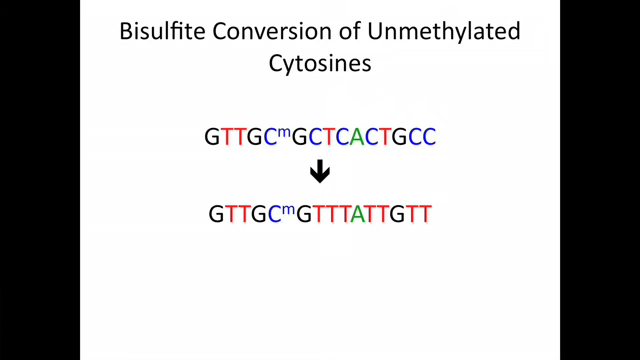 Bisulfite Conversion of Unmethylated
Cytosines
GTTGCᵐGCTCACTGCC
GTTGCᵐGTTTATTGTT